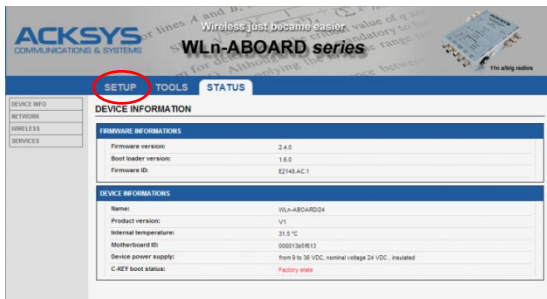 ACKSYS
COMMUNICATIONS & SYSTEMS
Wireless just became easier
WLn-ABOARD series
11n a/b/g radios
SETUP TOOLS STATUS
DEVICE INFO
NETWORK
WIRELESS
SERVICES
DEVICE INFORMATION
FIRMWARE INFORMATIONS
Firmware version: 2.4.0
Boot loader version: 1.6.0
Firmware ID: E2148.AC.1
DEVICE INFORMATIONS
Name: WLn-ABOARD/24
Product version: V1
Internal temperature: 31.5 °C
Motherboard ID:
Device power supply: from 9 to 36 VDC, nominal voltage 24 VDC , insulated
C-KEY boot status: Factory state